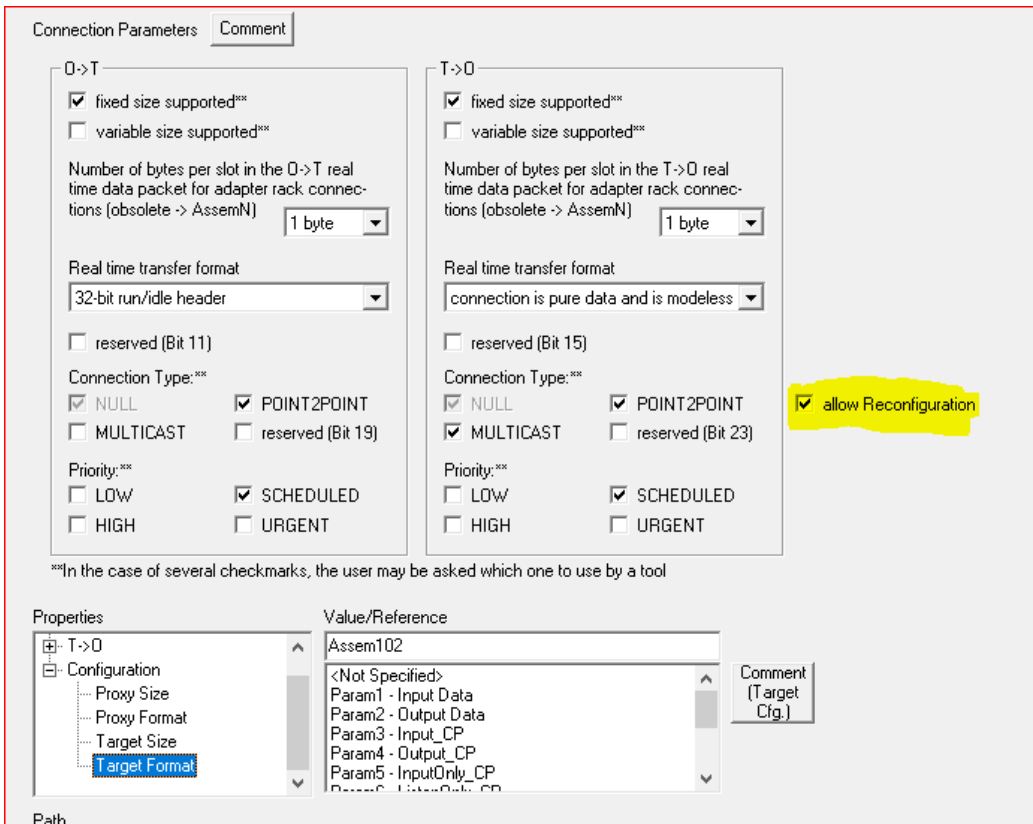 Connection Parameters Comment
O->T
fixed size supported**
variable size supported**
Number of bytes per slot in the O->T real
time data packet for adapter rack connec-
tions (obsolete -> AssemN)
1 byte
Real time transfer format
32-bit run/idle header
reserved (Bit 11)
Connection Type:**
NULL POINT2POINT
MULTICAST reserved (Bit 19)
Priority:**
LOW SCHEDULED
HIGH URGENT
T->O
fixed size supported**
variable size supported**
Number of bytes per slot in the T->O real
time data packet for adapter rack connec-
tions (obsolete -> AssemN)
1 byte
Real time transfer format
connection is pure data and is modeless
reserved (Bit 15)
Connection Type:**
NULL POINT2POINT
MULTICAST reserved (Bit 23)
Priority:**
LOW SCHEDULED
HIGH URGENT
allow Reconfiguration
**In the case of several checkmarks, the user may be asked which one to use by a tool
Properties
T->O
Configuration
Proxy Size
Proxy Format
Target Size
Target Format
Value/Reference
Assem102
<Not Specified>
Param1 - Input Data
Param2 - Output Data
Param3 - Input_CP
Param4 - Output_CP
Param5 - InputOnly_CP
Comment
(Target
Cfg.)
Path